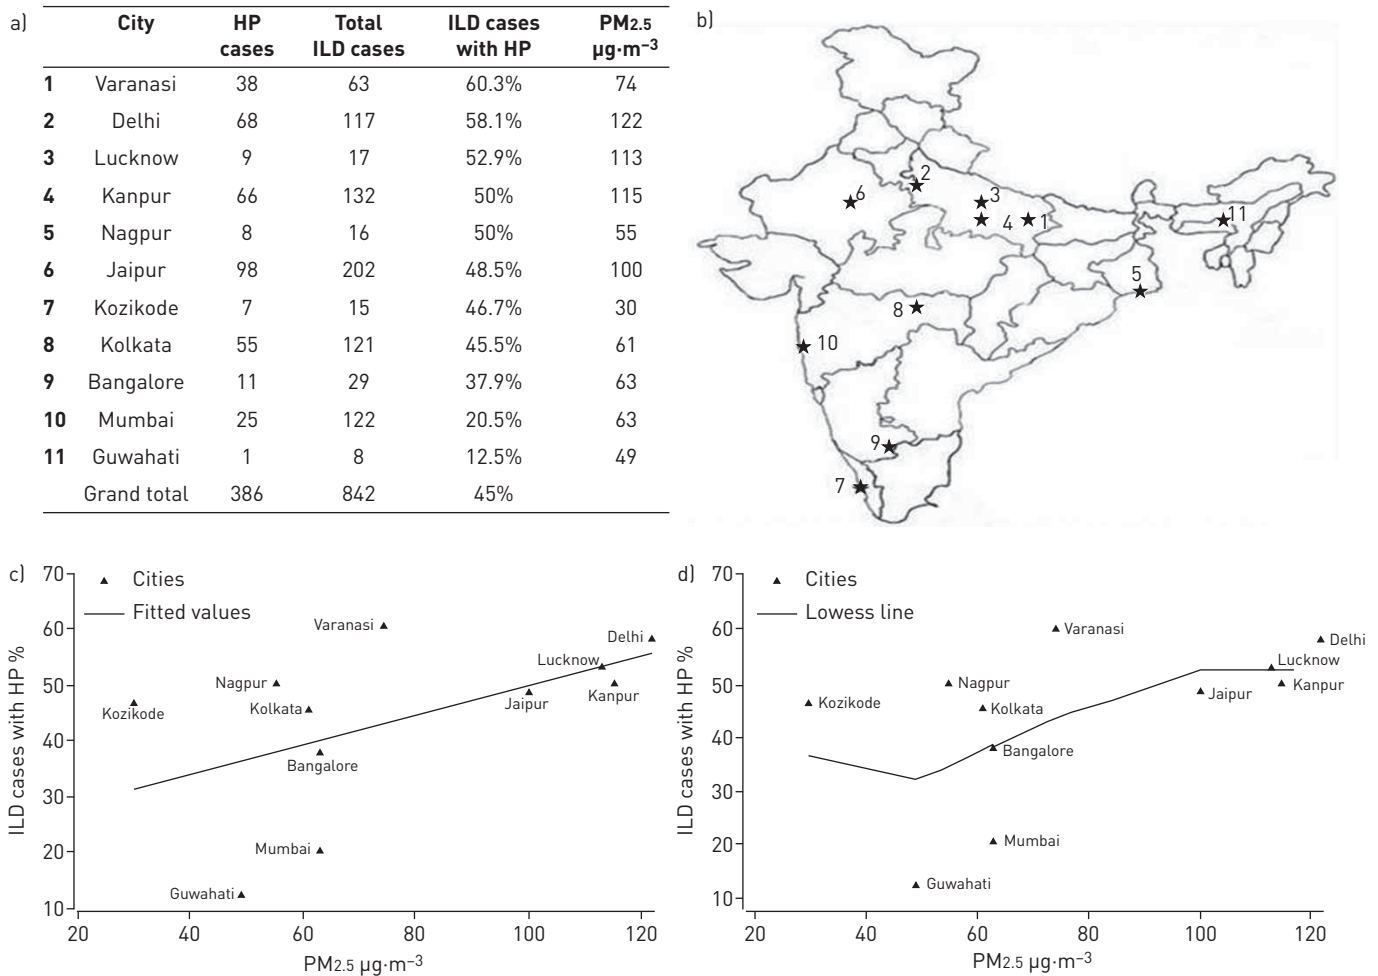 a)
City HP cases Total ILD cases ILD cases with HP PM2.5 µg·m–3
1 Varanasi 38 63 60.3% 74
2 Delhi 68 117 58.1% 122
3 Lucknow 9 17 52.9% 113
4 Kanpur 66 132 50% 115
5 Nagpur 8 16 50% 55
6 Jaipur 98 202 48.5% 100
7 Kozikode 7 15 46.7% 30
8 Kolkata 55 121 45.5% 61
9 Bangalore 11 29 37.9% 63
10 Mumbai 25 122 20.5% 63
11 Guwahati 1 8 12.5% 49
Grand total 386 842 45%
b)
2
6
3
4
1
11
5
8
10
9
7
c)
Cities
Fitted values
ILD cases with HP %
70
60
50
40
30
20
10
Varanasi
Delhi
Lucknow
Nagpur
Kanpur
Jaipur
Kolkata
Kozikode
Bangalore
Mumbai
Guwahati
20 40 60 80 100 120
PM2.5 µg·m–3
d)
Cities
Lowess line
ILD cases with HP %
70
60
50
40
30
20
10
Varanasi
Delhi
Lucknow
Nagpur
Kanpur
Jaipur
Kozikode
Kolkata
Bangalore
Mumbai
Guwahati
20 40 60 80 100 120
PM2.5 µg·m–3